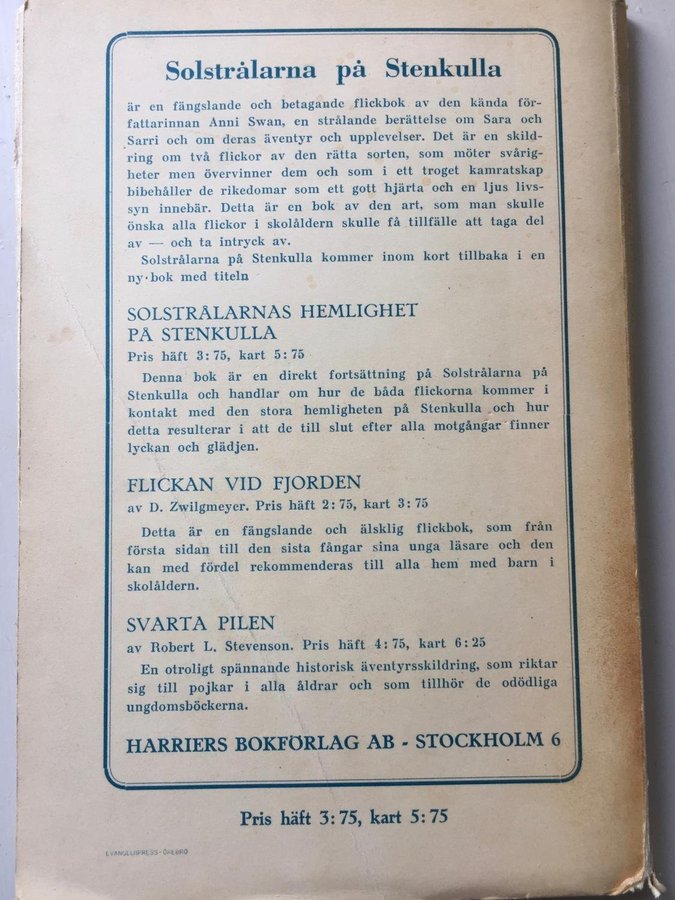 Solstrålarna på Stenkulla
är en fängslande och betagande flickbok av den kända för-
fattarinnan Anni Swan, en strålande berättelse om Sara och
Sarri och om deras äventyr och upplevelser. Det är en skild-
ring om två flickor av den rätta sorten, som möter svårig-
heter men övervinner dem och som i ett troget kamratskap
bibehåller de rikedomar som ett gott hjärta och en ljus livs-
syn innebär. Detta är en bok av den art, som man skulle
önska alla flickor i skolåldern skulle få tillfälle att taga del
av — och ta intryck av.
Solstrålarna på Stenkulla kommer inom kort tillbaka i en
ny bok med titeln
SOLSTRÅLARNAS HEMLIGHET
PÅ STENKULLA
Pris häft 3:75, kart 5:75
Denna bok är en direkt fortsättning på Solstrålarna på
Stenkulla och handlar om hur de båda flickorna kommer i
kontakt med den stora hemligheten på Stenkulla och hur
detta resulterar i att de till slut efter alla motgångar finner
lyckan och glädjen.
FLICKAN VID FJORDEN
av D. Zwilgmeyer. Pris häft 2:75, kart 3:75
Detta är en fängslande och älsklig flickbok, som från
första sidan till den sista fångar sina unga läsare och den
kan med fördel rekommenderas till alla hem med barn i
skolåldern.
SVARTA PILEN
av Robert L. Stevenson. Pris häft 4:75, kart 6:25
En otroligt spännande historisk äventyrsskildring, som riktar
sig till pojkar i alla åldrar och som tillhör de odödliga
ungdomsböckerna.
HARRIERS BOKFÖRLAG AB - STOCKHOLM 6
Pris häft 3:75, kart 5:75
EVANGELIIPRESS - ÖREBRO